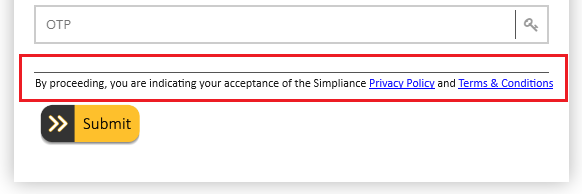 OTP
By proceeding, you are indicating your acceptance of the Simpliance Privacy Policy and Terms & Conditions
Submit